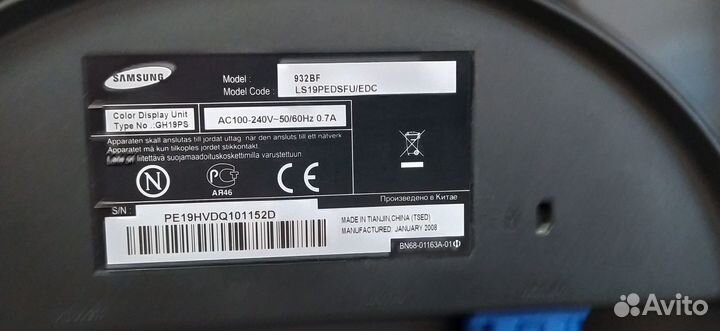 SAMSUNG
Model : 932BF
Model Code : LS19PEDSFU/EDC
Color Display Unit
Type No :GH19PS
AC100-240V~50/60Hz 0.7A
Apparaten skall anslutas till jordat uttag när den ansluts till ett nätverk
Apparatet må kun tilkoples jordet stikkontakt.
Laite on liitettävä suojamaadoituskoskettimilla varustettuun.
N
РСТ
АЯ46
CE
Произведено в Китае
S/N :
PE19HVDQ101152D
MADE IN TIANJIN,CHINA (TSED)
MANUFACTURED: JANUARY 2008
BN68-01163A-01
Avito